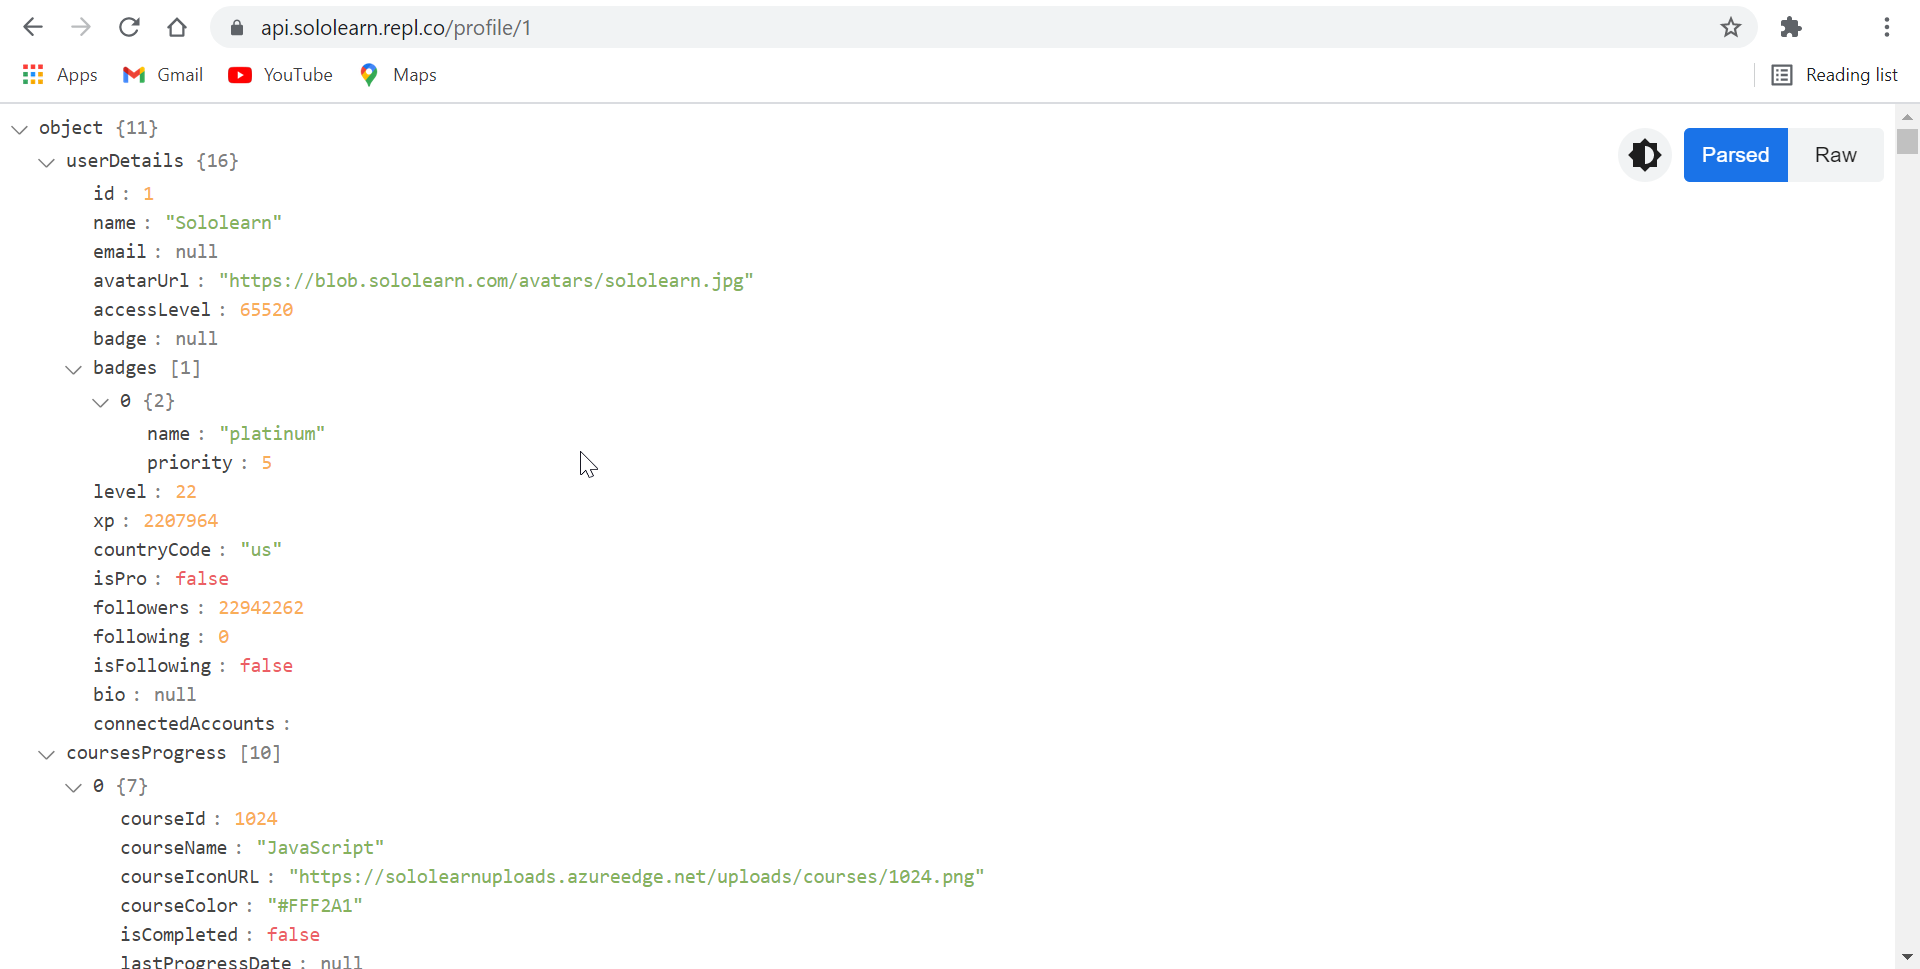 api.sololearn.repl.co/profile/1
Apps Gmail YouTube Maps Reading list
object {11}
userDetails {16}
Parsed Raw
id : 1
name : "Sololearn"
email : null
avatarUrl : "https://blob.sololearn.com/avatars/sololearn.jpg"
accessLevel : 65520
badge : null
badges [1]
0 {2}
name : "platinum"
priority : 5
level : 22
xp : 2207964
countryCode : "us"
isPro : false
followers : 22942262
following : 0
isFollowing : false
bio : null
connectedAccounts :
coursesProgress [10]
0 {7}
courseId : 1024
courseName : "JavaScript"
courseIconURL : "https://sololearnuploads.azureedge.net/uploads/courses/1024.png"
courseColor : "#FFF2A1"
isCompleted : false
lastProgressDate : null